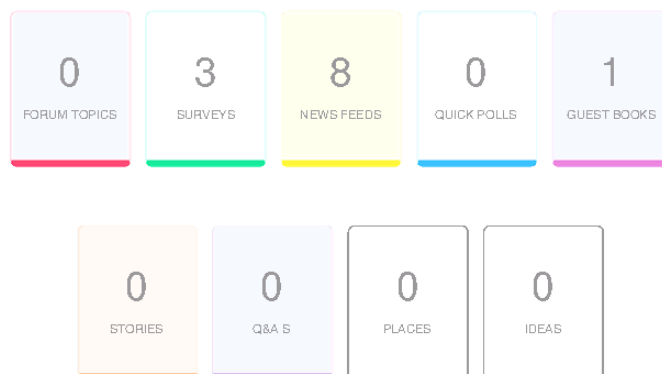 0 3 8 0 1
FORUM TOPICS SURVEYS NEWS FEEDS QUICK POLLS GUEST BOOKS
0 0 0 0
STORIES Q&A S PLACES IDEAS